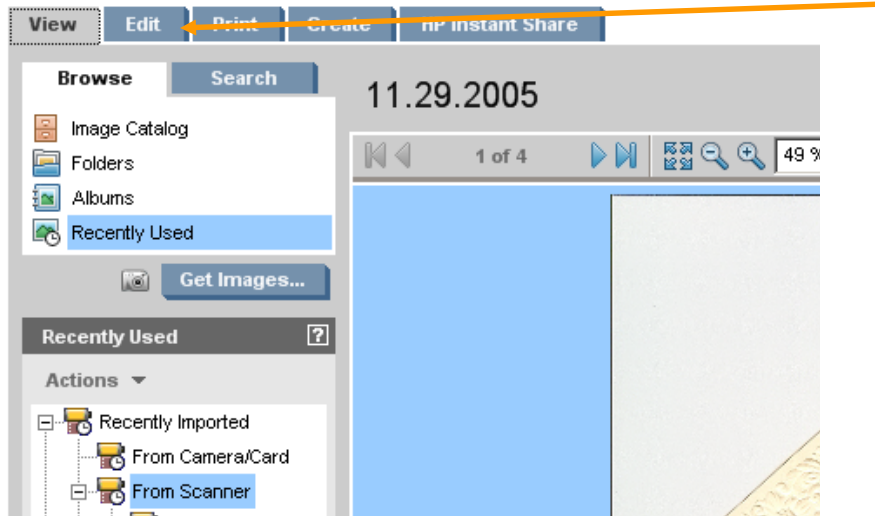 View Edit Print Create HP Instant Share
Browse Search
11.29.2005
Image Catalog
Folders
Albums
Recently Used
1 of 4
49 %
Get Images...
Recently Used ?
Actions
Recently Imported
From Camera/Card
From Scanner